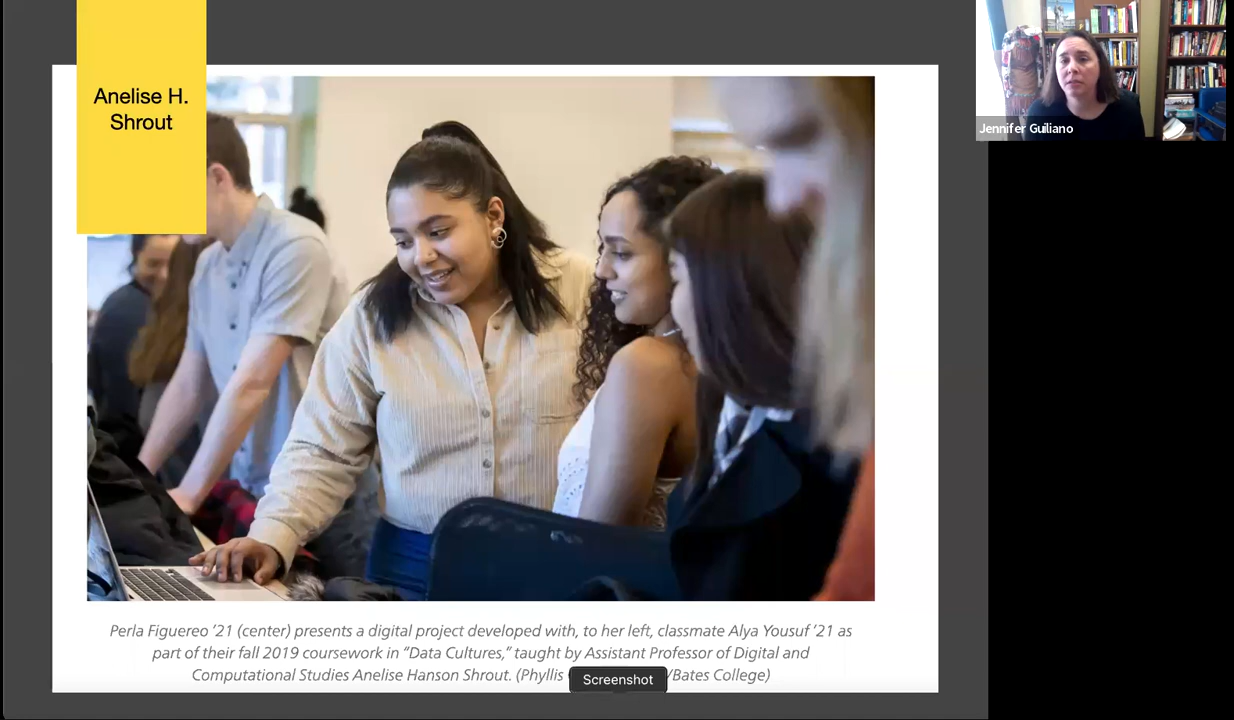 Anelise H.
Shrout
Jennifer Guiliano
Perla Figuereo ’21 (center) presents a digital project developed with, to her left, classmate Alya Yousuf ’21 as
part of their fall 2019 coursework in “Data Cultures,” taught by Assistant Professor of Digital and
Computational Studies Anelise Hanson Shrout. (Phyllis /Bates College)
Screenshot